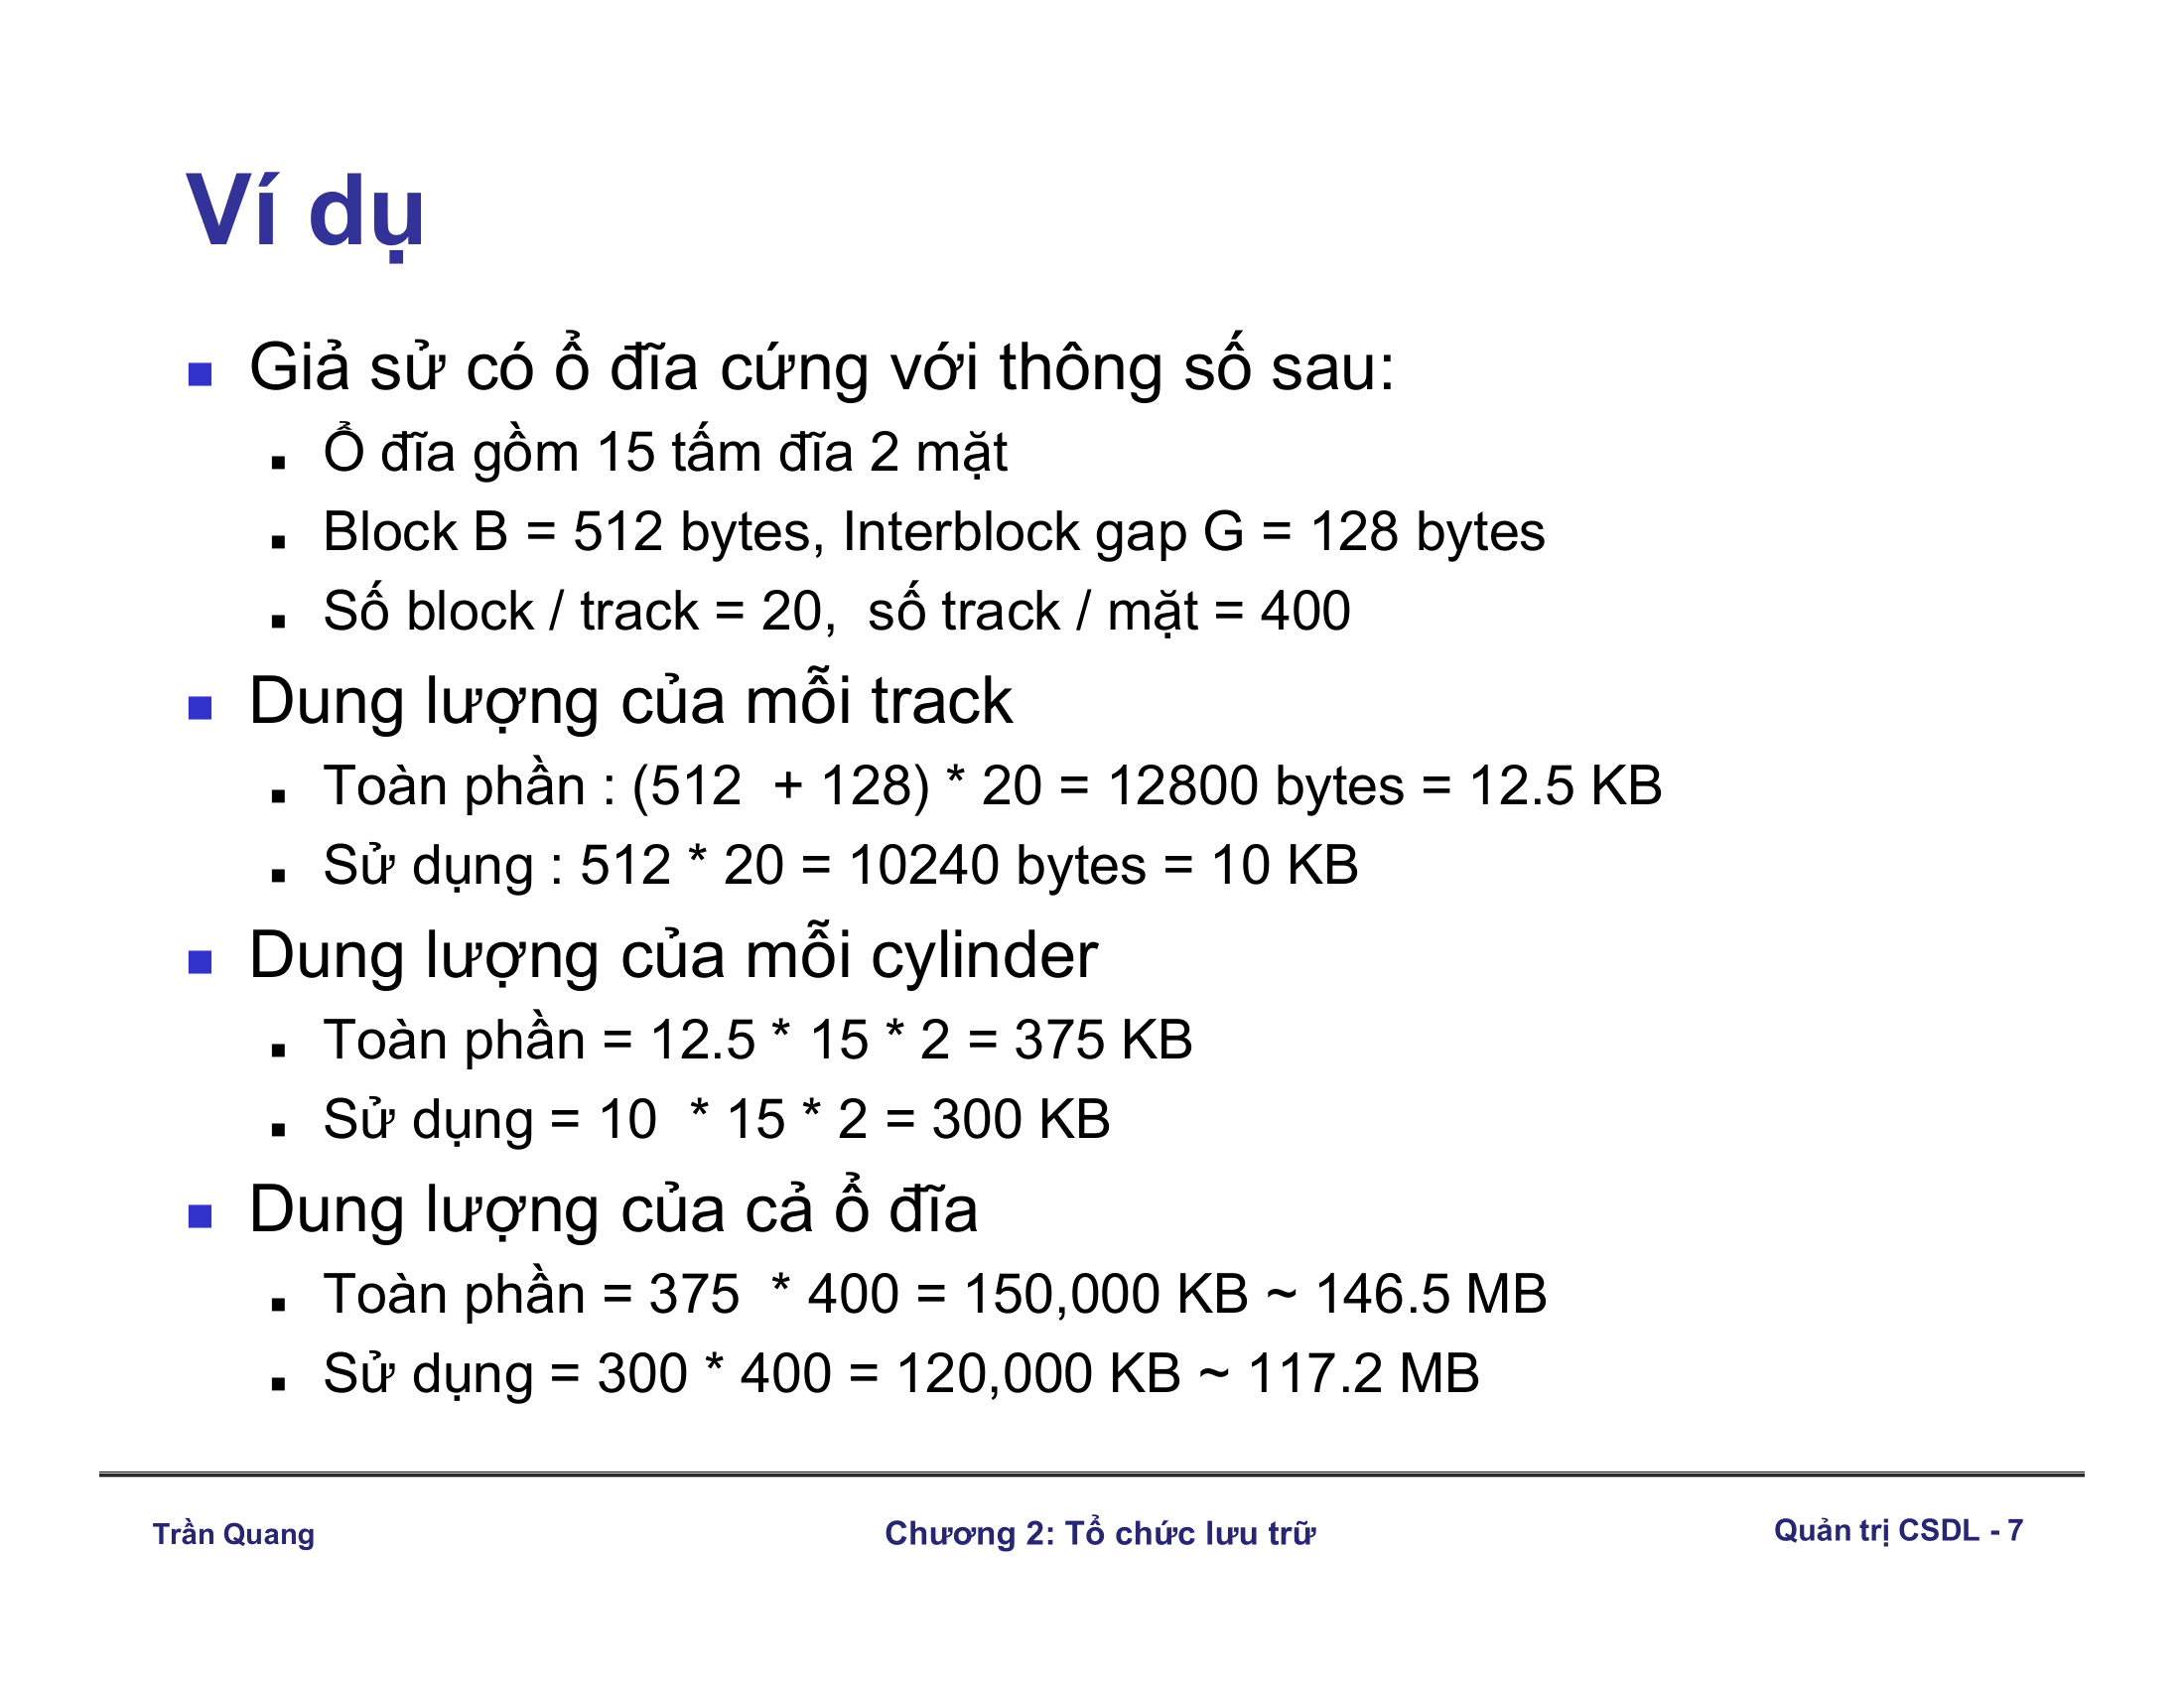 Ví dụ
Giả sử có ổ đĩa cứng với thông số sau:
Ổ đĩa gồm 15 tấm đĩa 2 mặt
Block B = 512 bytes, Interblock gap G = 128 bytes
Số block / track = 20, số track / mặt = 400
Dung lượng của mỗi track
Toàn phần : (512 + 128) * 20 = 12800 bytes = 12.5 KB
Sử dụng : 512 * 20 = 10240 bytes = 10 KB
Dung lượng của mỗi cylinder
Toàn phần = 12.5 * 15 * 2 = 375 KB
Sử dụng = 10 * 15 * 2 = 300 KB
Dung lượng của cả ổ đĩa
Toàn phần = 375 * 400 = 150,000 KB ~ 146.5 MB
Sử dụng = 300 * 400 = 120,000 KB ~ 117.2 MB
Trần Quang
Chương 2: Tổ chức lưu trữ
Quản trị CSDL - 7